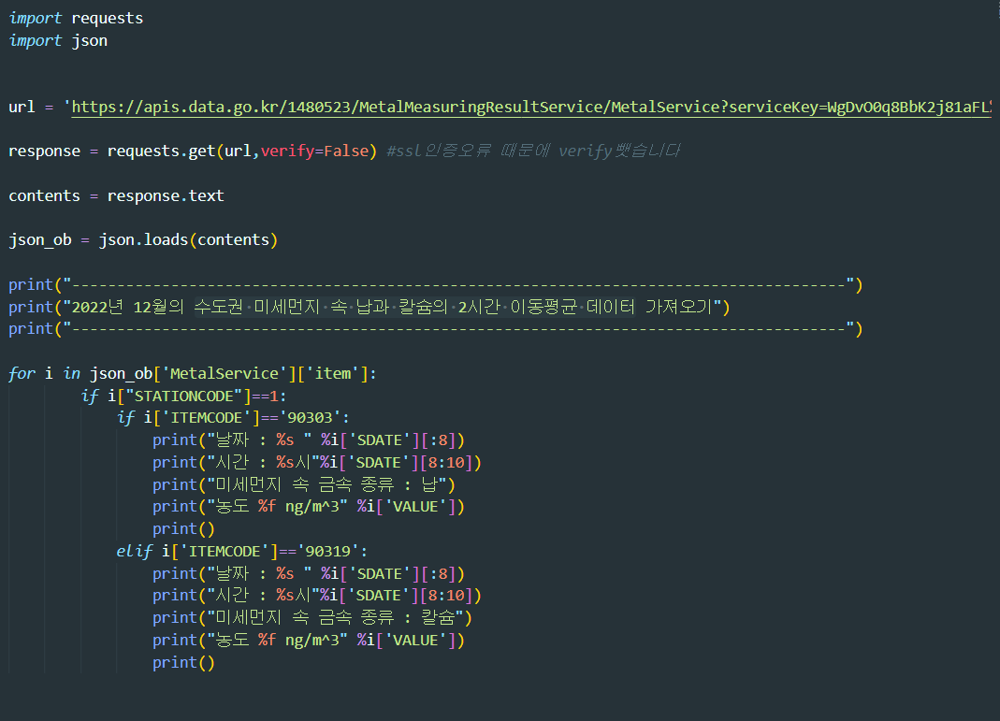 import requests
import json
url = 'https://apis.data.go.kr/1480523/MetalMeasuringResultService/MetalService?serviceKey=WgDvO0q8BbK2j81aFL
response = requests.get(url,verify=False) #ssl인증오류 때문에 verify뺏습니다
contents = response.text
json_ob = json.loads(contents)
print("--------------------------------------------------------------------------------------")
print("2022년 12월의 수도권·미세먼지·속·납과·칼슘의·2시간·이동평균·데이터 가져오기")
print("--------------------------------------------------------------------------------------")
for i in json_ob['MetalService']['item']:
if i["STATIONCODE"]==1:
if i['ITEMCODE']=='90303':
print("날짜 : %s " %i['SDATE'][:8])
print("시간 : %s시"%i['SDATE'][8:10])
print("미세먼지 속 금속 종류 : 납")
print("농도 %f ng/m^3" %i['VALUE'])
print()
elif i['ITEMCODE']=='90319':
print("날짜 : %s " %i['SDATE'][:8])
print("시간 : %s시"%i['SDATE'][8:10])
print("미세먼지 속 금속 종류 : 칼슘")
print("농도 %f ng/m^3" %i['VALUE'])
print()